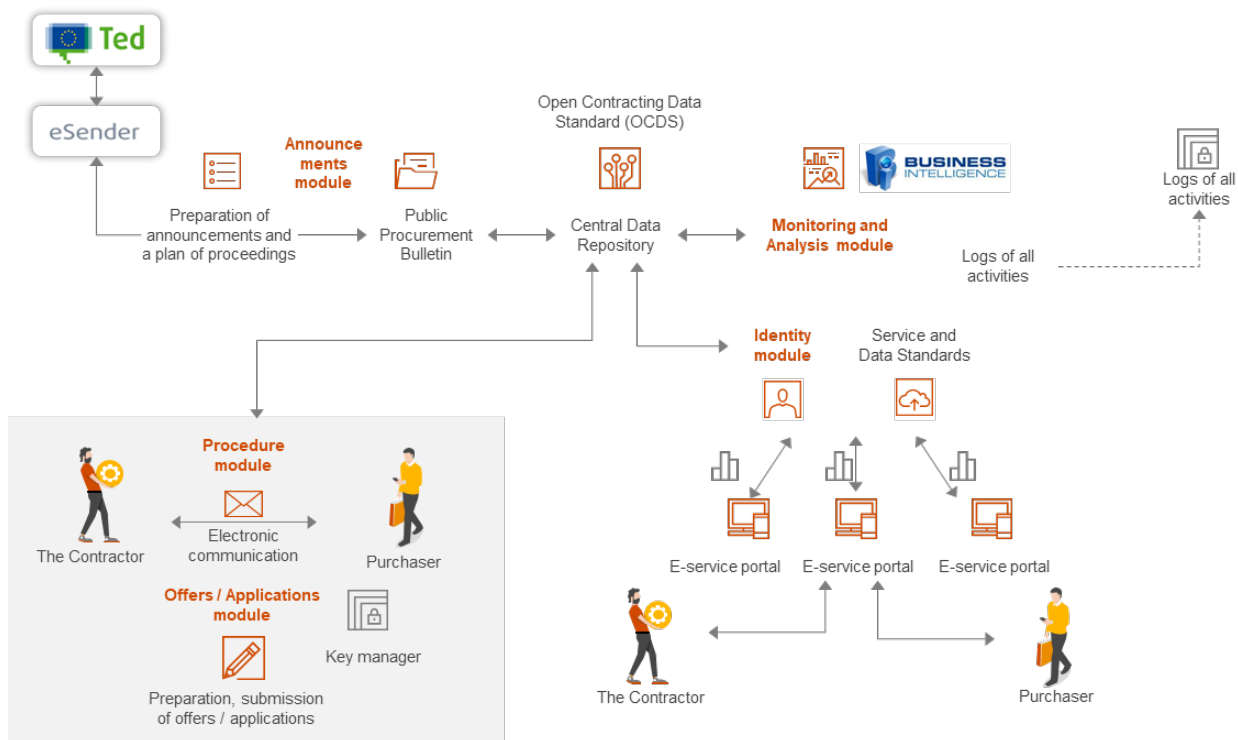 Ted
eSender
Open Contracting Data
Standard (OCDS)
Announce
ments
module
BUSINESS
INTELLIGENCE
Logs of all
activities
Preparation of
announcements and
a plan of proceedings
Public
Procurement
Bulletin
Central Data
Repository
Monitoring and
Analysis module
Logs of all
activities
Identity
module
Service and
Data Standards
Procedure
module
The Contractor
Electronic
communication
Purchaser
E-service portal
E-service portal
E-service portal
Offers / Applications
module
Key manager
Preparation, submission
of offers / applications
The Contractor
Purchaser